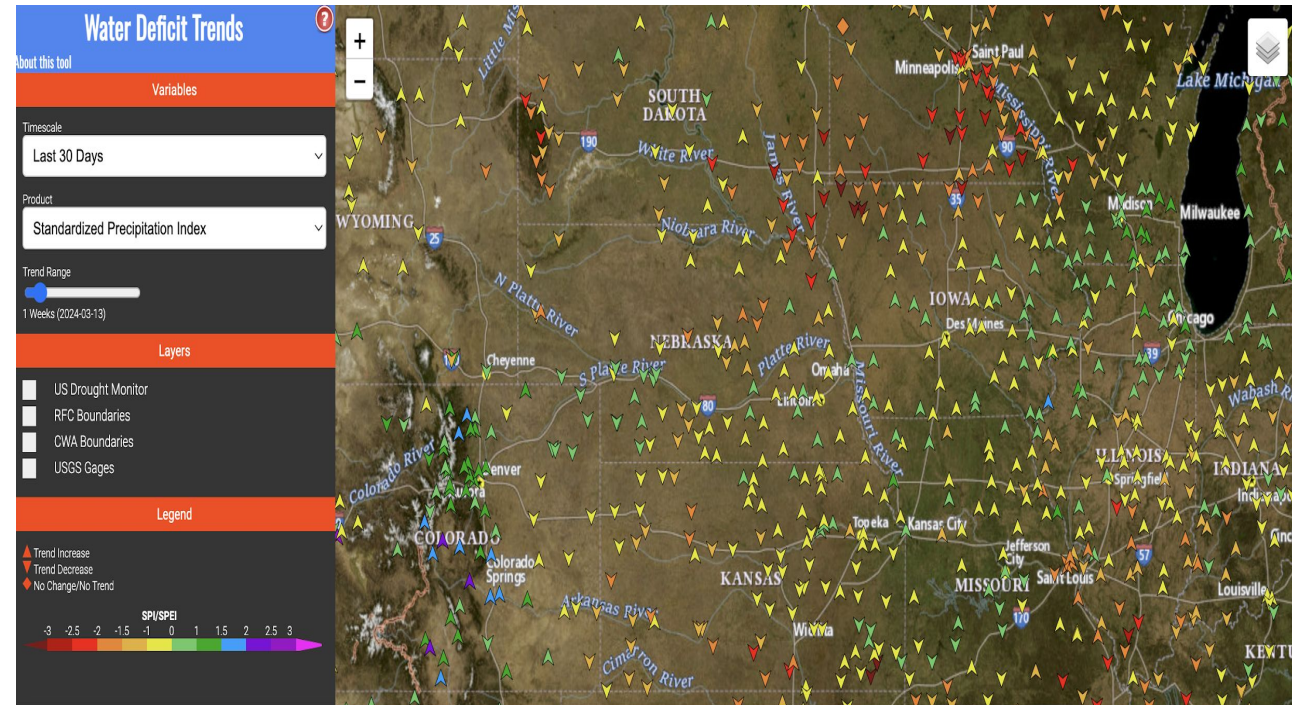 Water Deficit Trends
?
About this tool
Variables
Timescale
Last 30 Days
Product
Standardized Precipitation Index
Trend Range
1 Weeks (2024-03-13)
Layers
US Drought Monitor
RFC Boundaries
CWA Boundaries
USGS Gages
Legend
Trend Increase
Trend Decrease
No Change/No Trend
SPI/SPEI
-3 -2.5 -2 -1.5 -1 0 1 1.5 2 2.5 3
+
−
Little
Saint Paul
Minneapolis
Lake Michigan
SOUTH
DAKOTA
Mississippi River
190
White River
James River
90
35
Madison
Milwaukee
WYOMING
25
Niobrara River
N Platte River
IOWA
Des Moines
Chicago
NEBRASKA
Platte River
Cheyenne
S Platte River
Omaha
39
Missouri River
80
Lincoln
Wabash
Colorado River
Denver
Aurora
ILLINOIS
Springfiel
INDIANA
Topeka
Kansas City
COLORADO
Jefferson
City
57
Colorado
Springs
KANSAS
MISSOURI
Saint Louis
Louisville
Arkansas River
170
Wichita
Cimarron River
KENTU